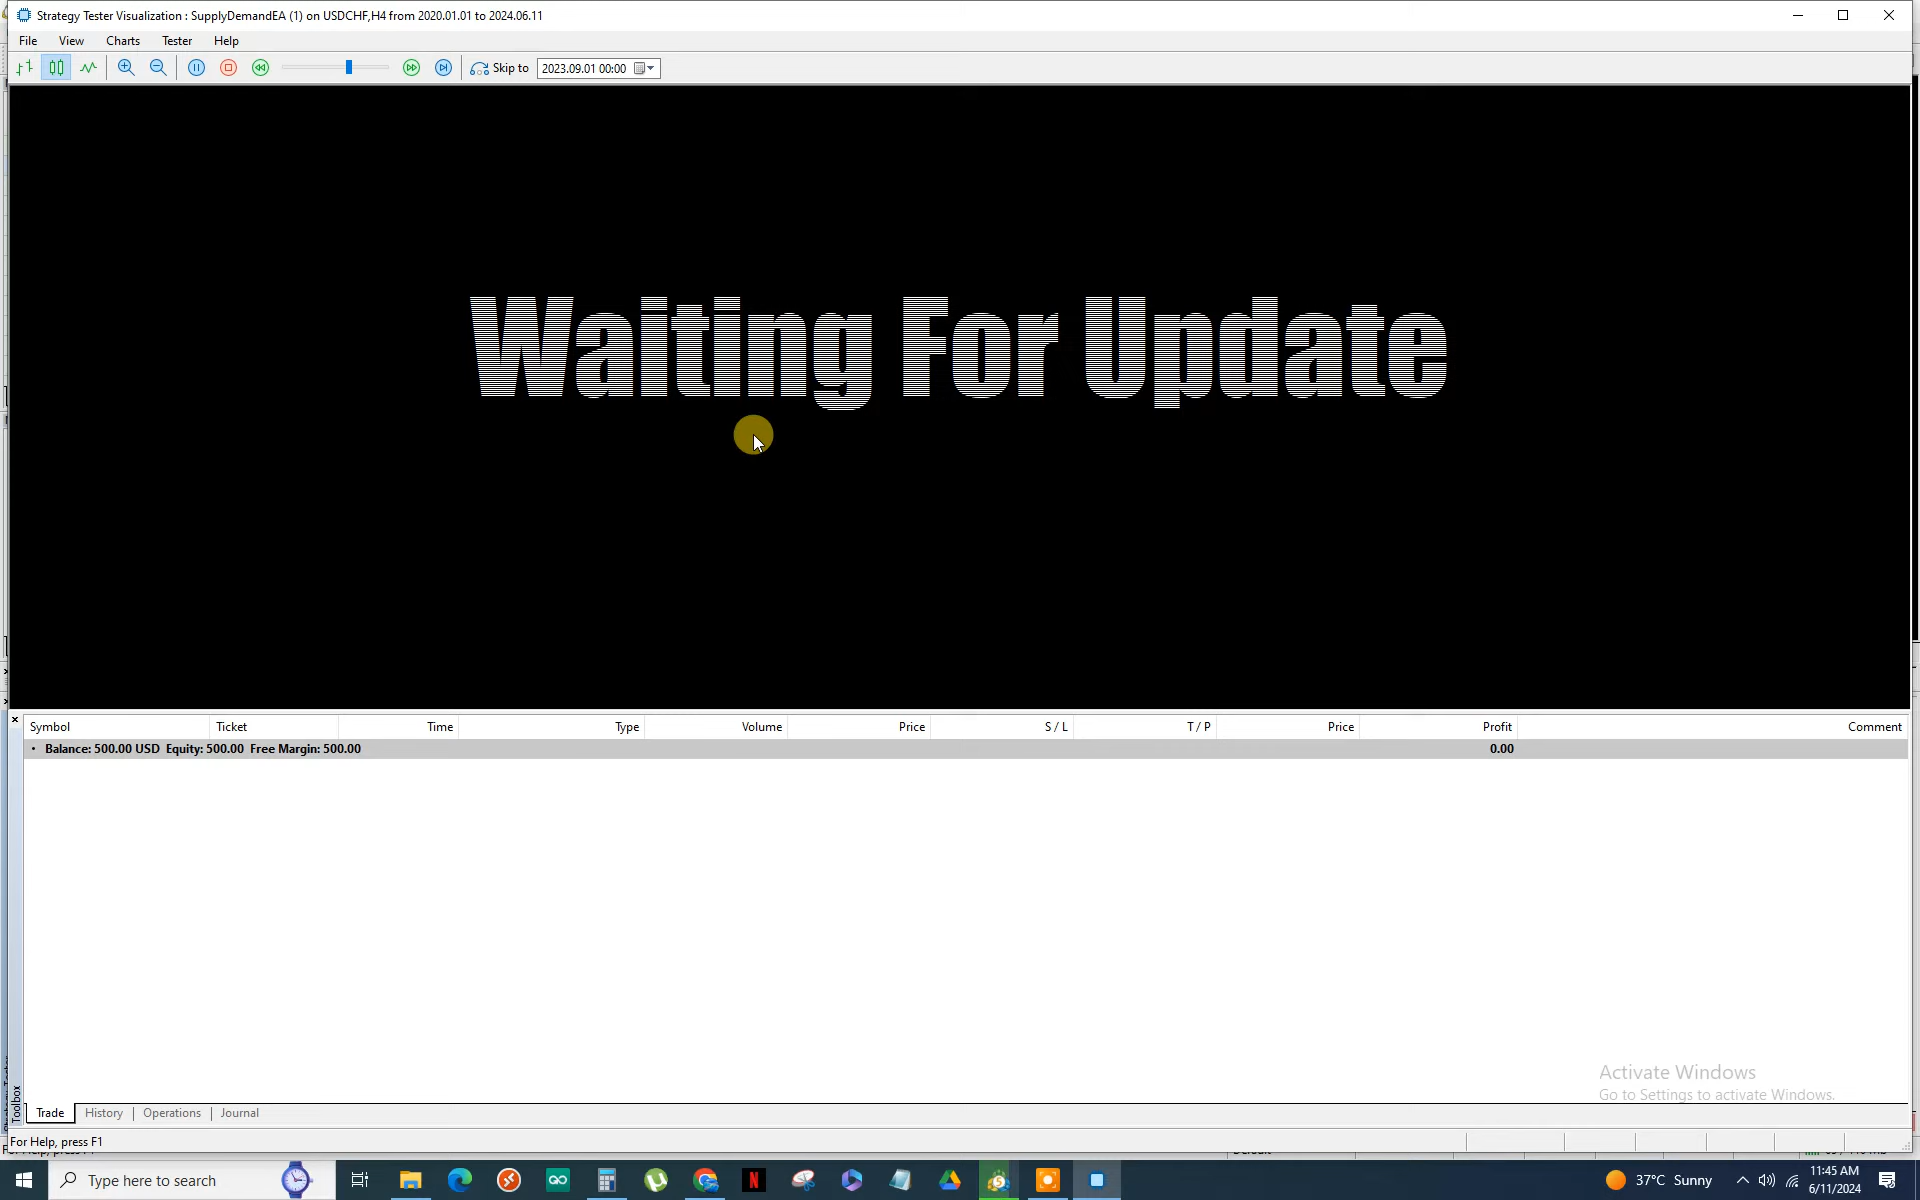 Strategy Tester Visualization : SupplyDemandEA (1) on USDCHF,H4 from 2020.01.01 to 2024.06.11
File View Charts Tester Help
Skip to 2023.09.01 00:00
Waiting For Update
Symbol Ticket Time Type Volume Price S / L T / P Price Profit Comment
Balance: 500.00 USD Equity: 500.00 Free Margin: 500.00 0.00
Activate Windows
Go to Settings to activate Windows.
Toolbox
Trade History Operations Journal
For Help, press F1
Type here to search
37°C Sunny
11:45 AM
6/11/2024